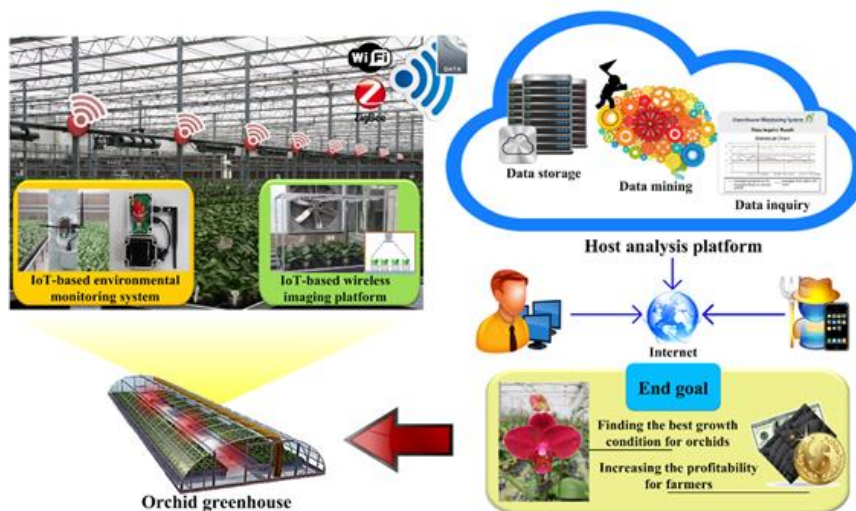 WiFi
DATA
ZigBee
IoT-based environmental
monitoring system
IoT-based wireless
imaging platform
Data storage
Data mining
Data inquiry
Host analysis platform
Internet
End goal
Finding the best growth
condition for orchids
Increasing the profitability
for farmers
Orchid greenhouse